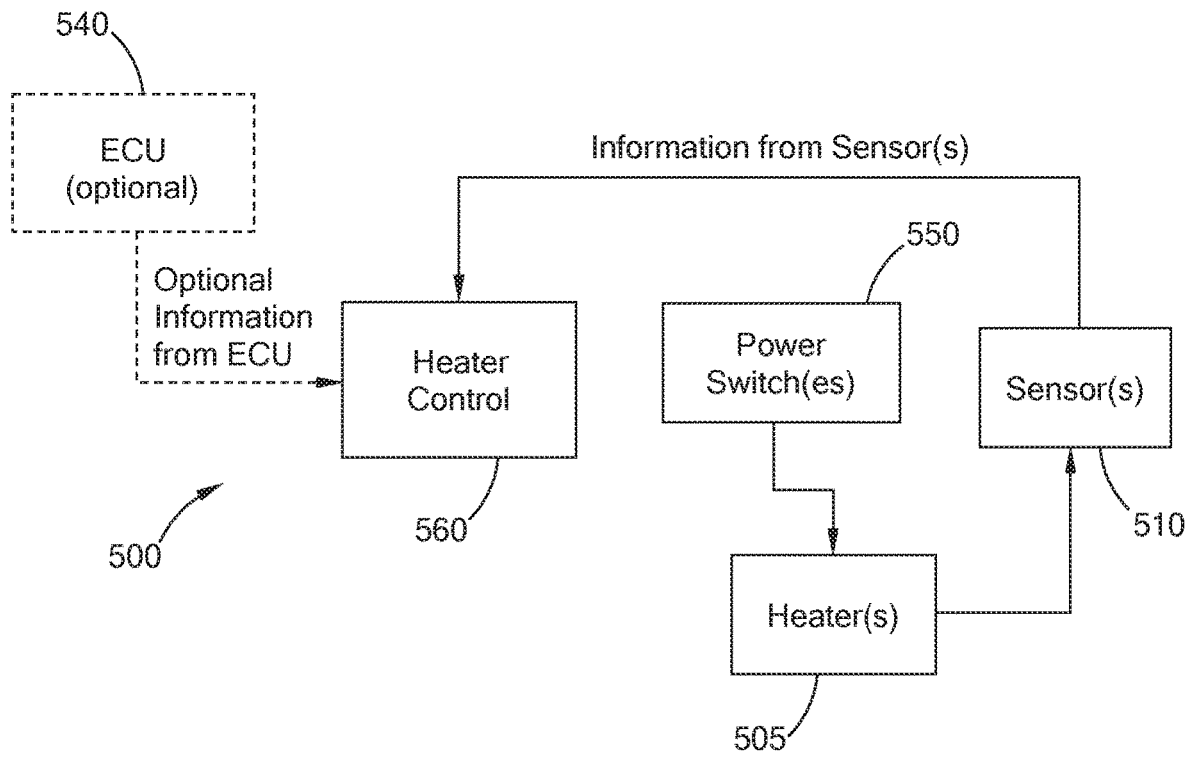 540
ECU
(optional)
Information from Sensor(s)
550
Optional
Information
from ECU
Heater
Control
Power
Switch(es)
Sensor(s)
500
560
510
Heater(s)
505